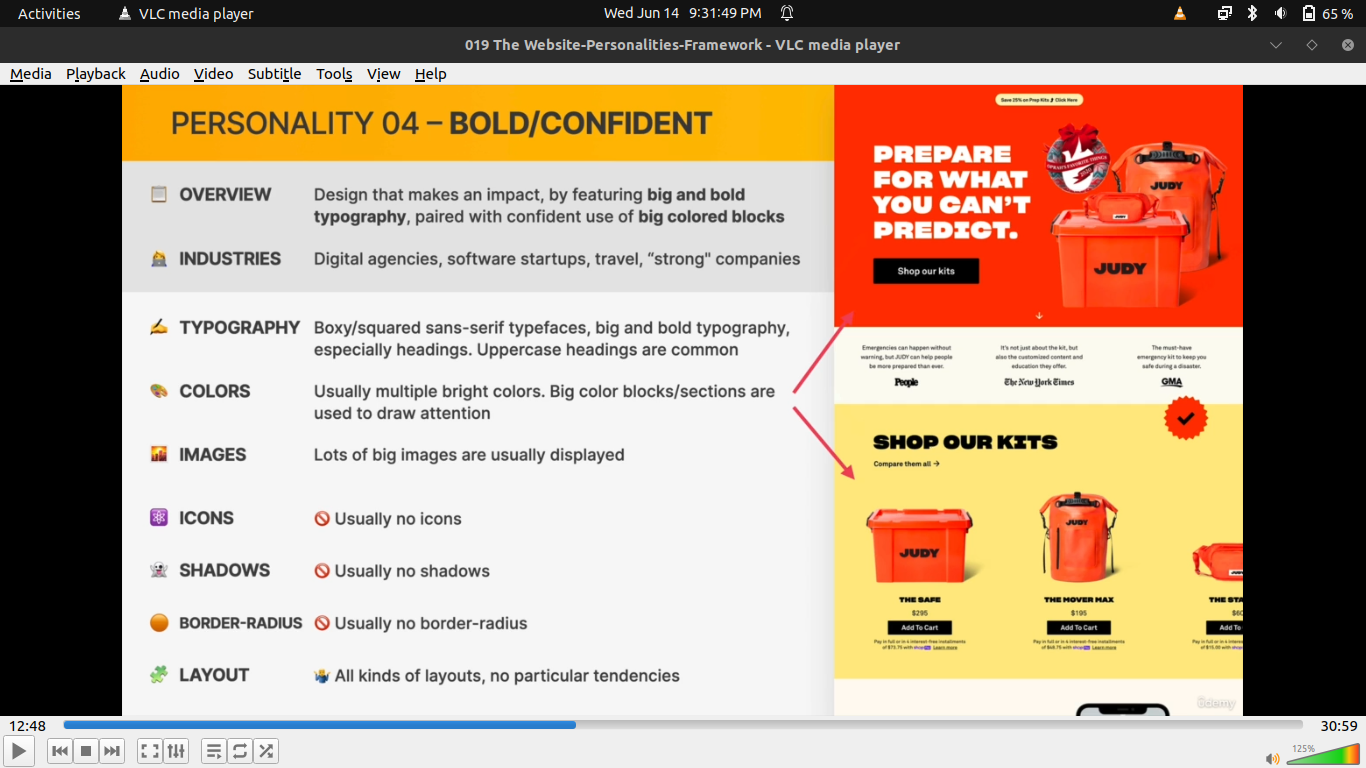 Activities
VLC media player
Wed Jun 14 9:31:49 PM
65 %
019 The Website-Personalities-Framework - VLC media player
Media Playback Audio Video Subtitle Tools View Help
PERSONALITY 04 – BOLD/CONFIDENT
OVERVIEW
Design that makes an impact, by featuring big and bold
typography, paired with confident use of big colored blocks
INDUSTRIES
Digital agencies, software startups, travel, “strong" companies
TYPOGRAPHY
Boxy/squared sans-serif typefaces, big and bold typography,
especially headings. Uppercase headings are common
COLORS
Usually multiple bright colors. Big color blocks/sections are
used to draw attention
IMAGES
Lots of big images are usually displayed
ICONS
Usually no icons
SHADOWS
Usually no shadows
BORDER-RADIUS
Usually no border-radius
LAYOUT
All kinds of layouts, no particular tendencies
Save 25% on Prep Kits Click Here
PREPARE
FOR WHAT
YOU CAN’T
PREDICT.
Shop our kits
JUDY
JUDY
JUDY
Emergencies can happen without
warning, but JUDY can help people
be more prepared than ever.
People
It's not just about the kit, but
also the customized content and
education they offer.
The New York Times
The must-have
emergency kit to keep you
safe during a disaster.
GMA
SHOP OUR KITS
Compare them all →
JUDY
THE SAFE
$295
Add To Cart
Pay in full or in 4 interest-free installments
of $73.75 with shop Learn more
JUDY
THE MOVER MAX
$195
Add To Cart
Pay in full or in 4 interest-free installments
of $48.75 with shop Learn more
THE STA
$60
Add To
Pay in full or in 4 inter
of $15.00 with shop
ûdemy
12:48
30:59
125%